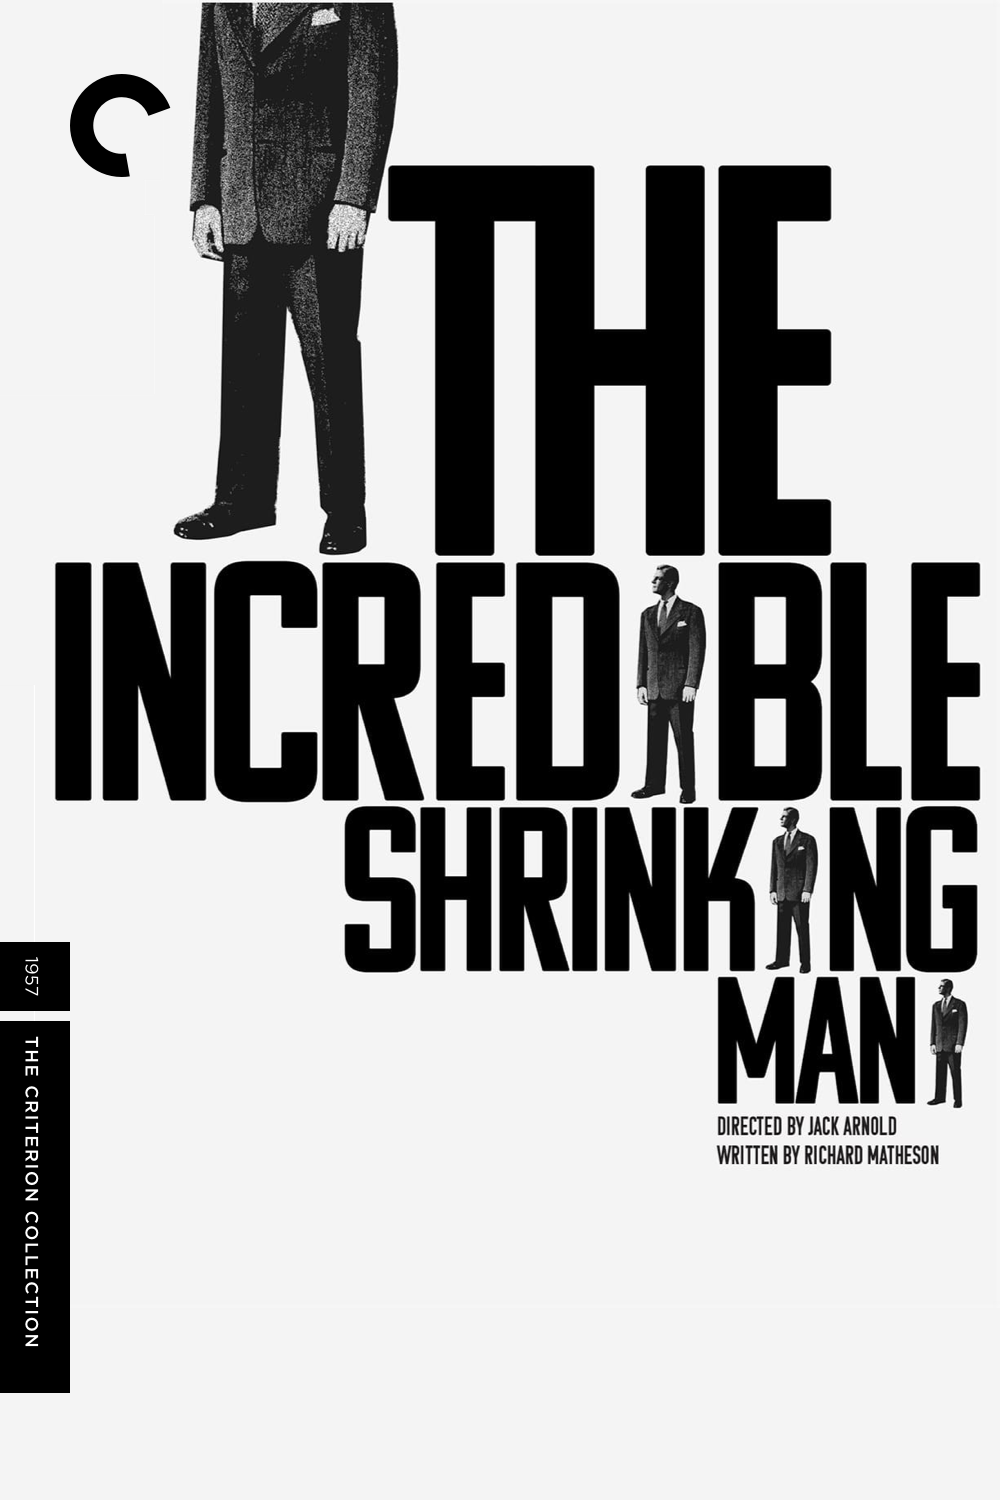 THE
INCREDIBLE
SHRINKING
MAN
DIRECTED BY JACK ARNOLD
WRITTEN BY RICHARD MATHESON
1957
THE CRITERION COLLECTION